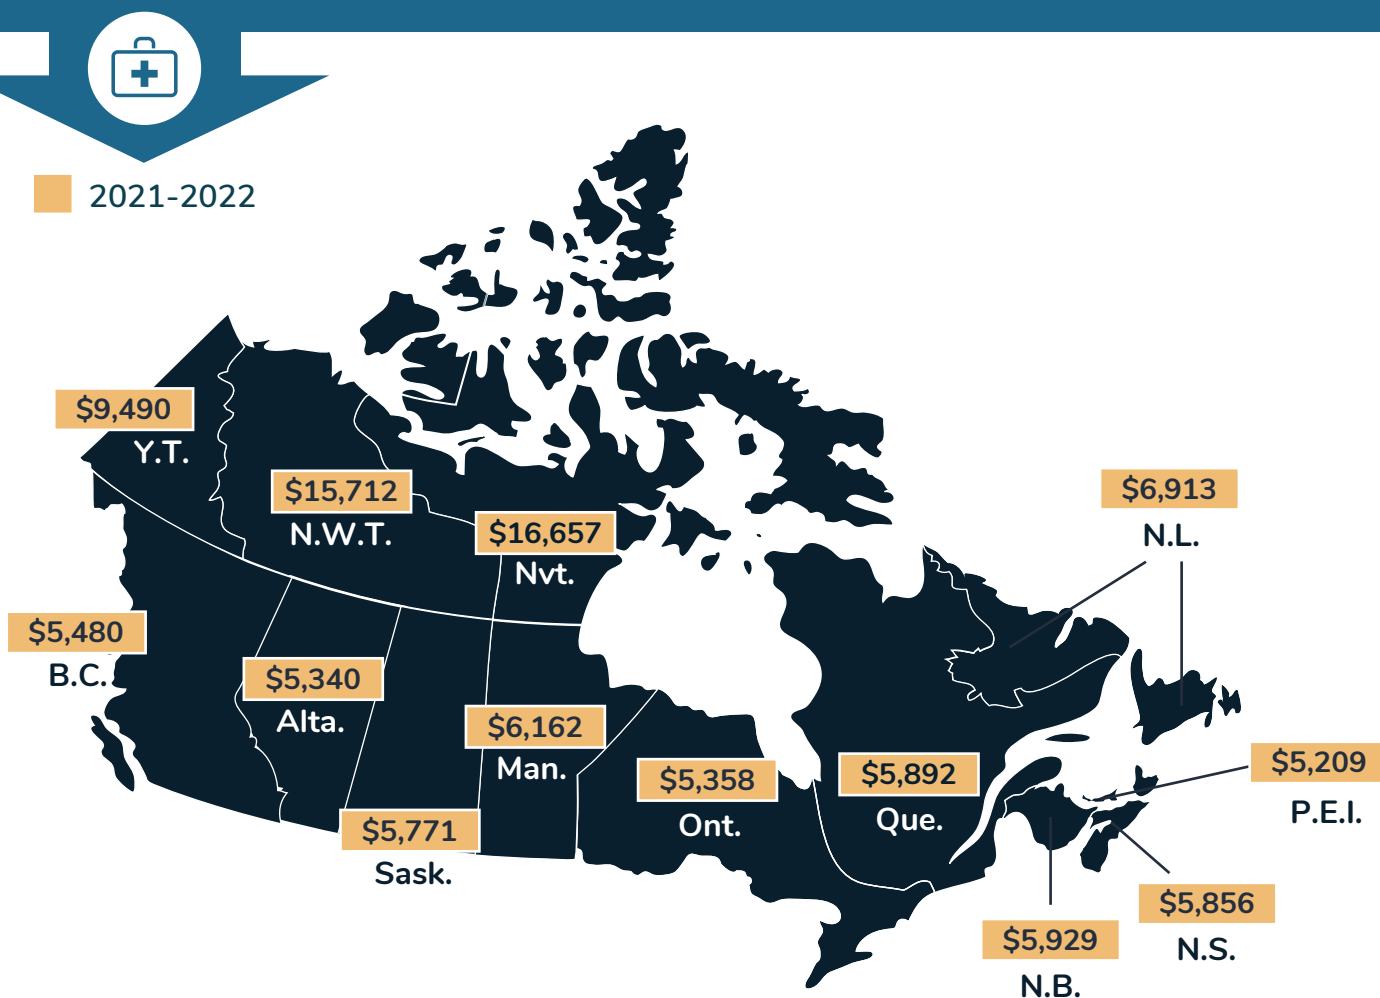 2021-2022
$9,490
Y.T.
$15,712
N.W.T.
$16,657
Nvt.
$6,913
N.L.
$5,480
B.C.
$5,340
Alta.
$6,162
Man.
$5,358
Ont.
$5,892
Que.
$5,209
P.E.I.
$5,771
Sask.
$5,856
N.S.
$5,929
N.B.